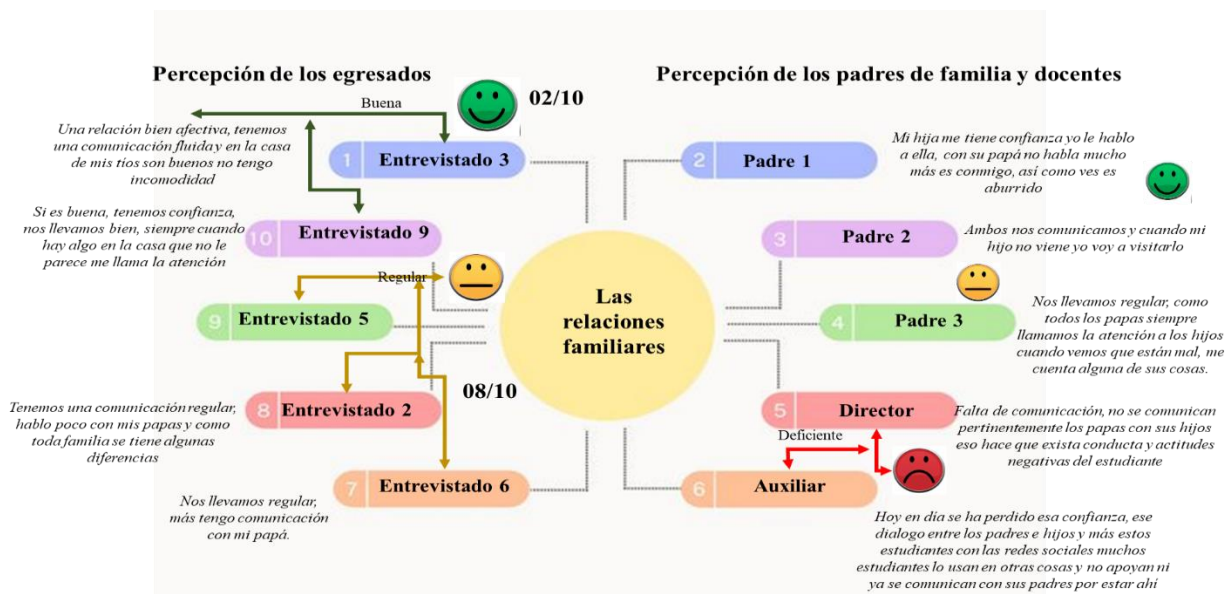 Percepción de los egresados
Buena
02/10
Una relación bien afectiva, tenemos
una comunicación fluida y en la casa
de mis tíos son buenos no tengo
incomodidad
1 Entrevistado 3
Si es buena, tenemos confianza,
nos llevamos bien, siempre cuando
hay algo en la casa que no le
parece me llama la atención
10 Entrevistado 9
Regular
9 Entrevistado 5
08/10
8 Entrevistado 2
Tenemos una comunicación regular,
hablo poco con mis papas y como
toda familia se tiene algunas
diferencias
7 Entrevistado 6
Nos llevamos regular,
más tengo comunicación
con mi papá.
Las
relaciones
familiares
Percepción de los padres de familia y docentes
2 Padre 1
Mi hija me tiene confianza yo le hablo
a ella, con su papá no habla mucho
más es conmigo, así como ves es
aburrido
3 Padre 2
Ambos nos comunicamos y cuando mi
hijo no viene yo voy a visitarlo
4 Padre 3
Nos llevamos regular, como
todos los papas siempre
llamamos la atención a los hijos
cuando vemos que están mal, me
cuenta alguna de sus cosas.
5 Director
Deficiente
Falta de comunicación, no se comunican
pertinentemente los papas con sus hijos
eso hace que exista conducta y actitudes
negativas del estudiante
6 Auxiliar
Hoy en día se ha perdido esa confianza, ese
dialogo entre los padres e hijos y más estos
estudiantes con las redes sociales muchos
estudiantes lo usan en otras cosas y no apoyan ni
ya se comunican con sus padres por estar ahí